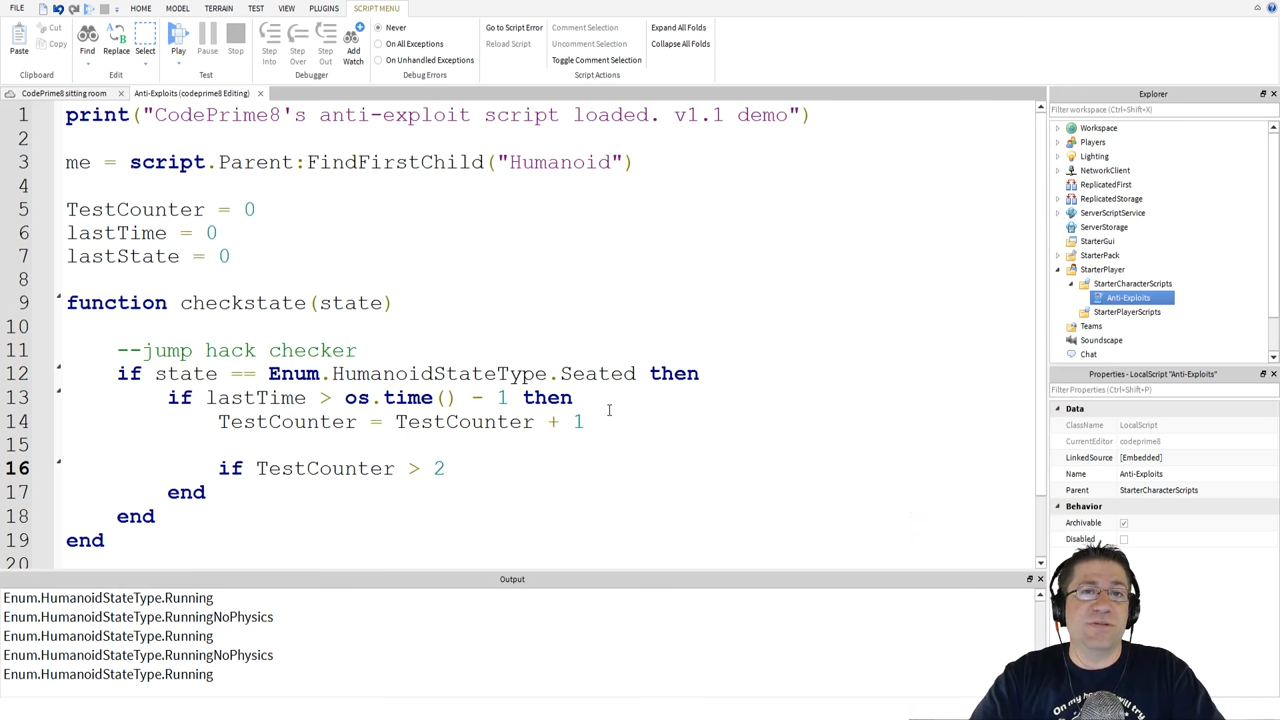 FILE HOME MODEL TERRAIN TEST VIEW PLUGINS SCRIPT MENU
Paste Cut Copy Find Replace Select Play Pause Stop Step Into Step Over Step Out Add Watch
Never
On All Exceptions
On Unhandled Exceptions
Go to Script Error
Reload Script
Comment Selection
Uncomment Selection
Toggle Comment Selection
Expand All Folds
Collapse All Folds
Clipboard Edit Test Debugger Debug Errors Script Actions
CodePrime8 sitting room x Anti-Exploits (codeprime8 Editing) x
1 print("CodePrime8's anti-exploit script loaded. v1.1 demo")
2
3 me = script.Parent:FindFirstChild("Humanoid")
4
5 TestCounter = 0
6 lastTime = 0
7 lastState = 0
8
9 function checkstate(state)
10
11 --jump hack checker
12 if state == Enum.HumanoidStateType.Seated then
13 if lastTime > os.time() - 1 then
14 TestCounter = TestCounter + 1
15
16 if TestCounter > 2
17 end
18 end
19 end
20
Output
Enum.HumanoidStateType.Running
Enum.HumanoidStateType.RunningNoPhysics
Enum.HumanoidStateType.Running
Enum.HumanoidStateType.RunningNoPhysics
Enum.HumanoidStateType.Running
Explorer
Filter workspace (Ctrl+Shift+X)
Workspace
Players
Lighting
NetworkClient
ReplicatedFirst
ReplicatedStorage
ServerScriptService
ServerStorage
StarterGui
StarterPack
StarterPlayer
StarterCharacterScripts
Anti-Exploits
StarterPlayerScripts
Teams
Soundscape
Chat
Properties - LocalScript "Anti-Exploits"
Filter Properties (Ctrl+Shift+P)
Data
ClassName LocalScript
CurrentEditor codeprime8
LinkedSource [Embedded]
Name Anti-Exploits
Parent StarterCharacterScripts
Behavior
Archivable
Disabled
On my
will try